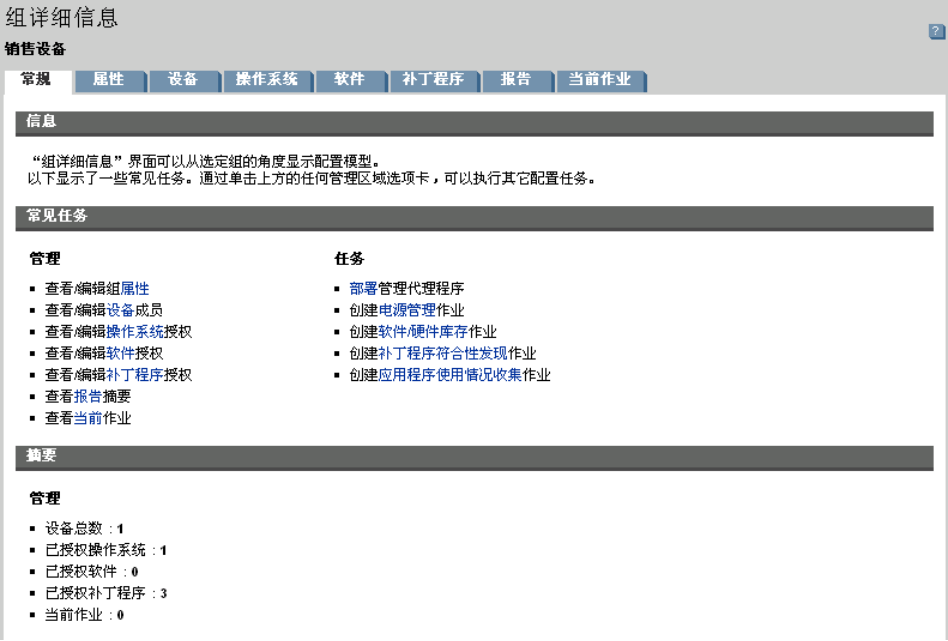 组详细信息
?
销售设备
常规 属性 设备 操作系统 软件 补丁程序 报告 当前作业
信息
“组详细信息”界面可以从选定组的角度显示配置模型。
以下显示了一些常见任务。通过单击上方的任何管理区域选项卡，可以执行其它配置任务。
常见任务
管理
查看/编辑组属性
查看/编辑设备成员
查看/编辑操作系统授权
查看/编辑软件授权
查看/编辑补丁程序授权
查看报告摘要
查看当前作业
任务
部署管理代理程序
创建电源管理作业
创建软件/硬件库存作业
创建补丁程序符合性发现作业
创建应用程序使用情况收集作业
摘要
管理
设备总数：1
已授权操作系统：1
已授权软件：0
已授权补丁程序：3
当前作业：0